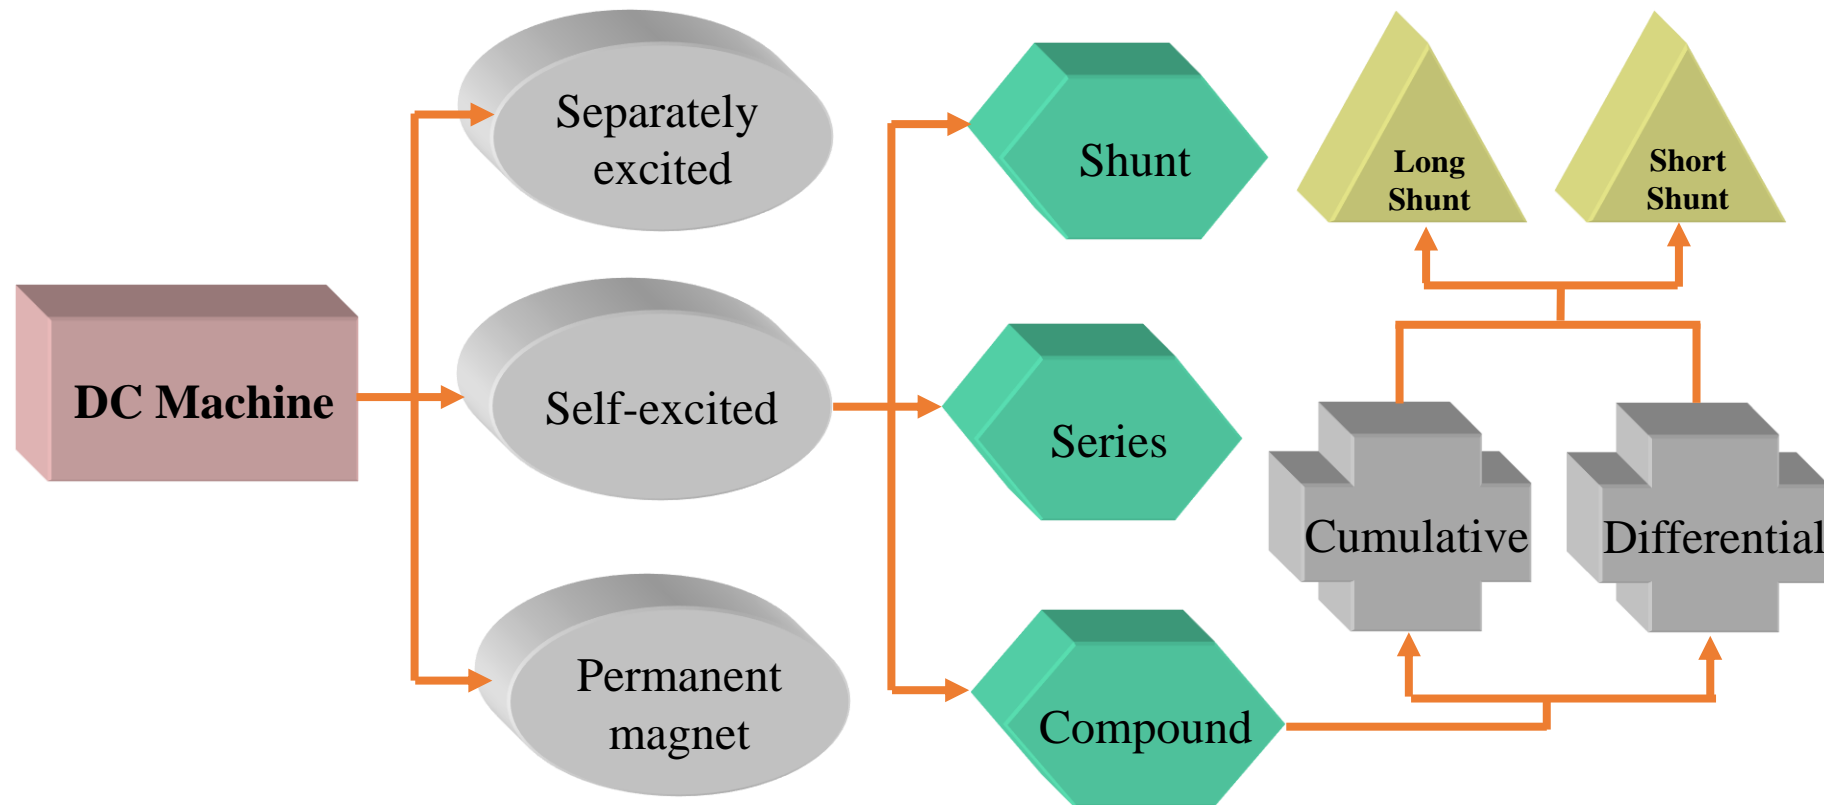 DC Machine
Separately
excited
Self-excited
Permanent
magnet
Shunt
Series
Compound
Cumulative
Differential
Long
Shunt
Short
Shunt